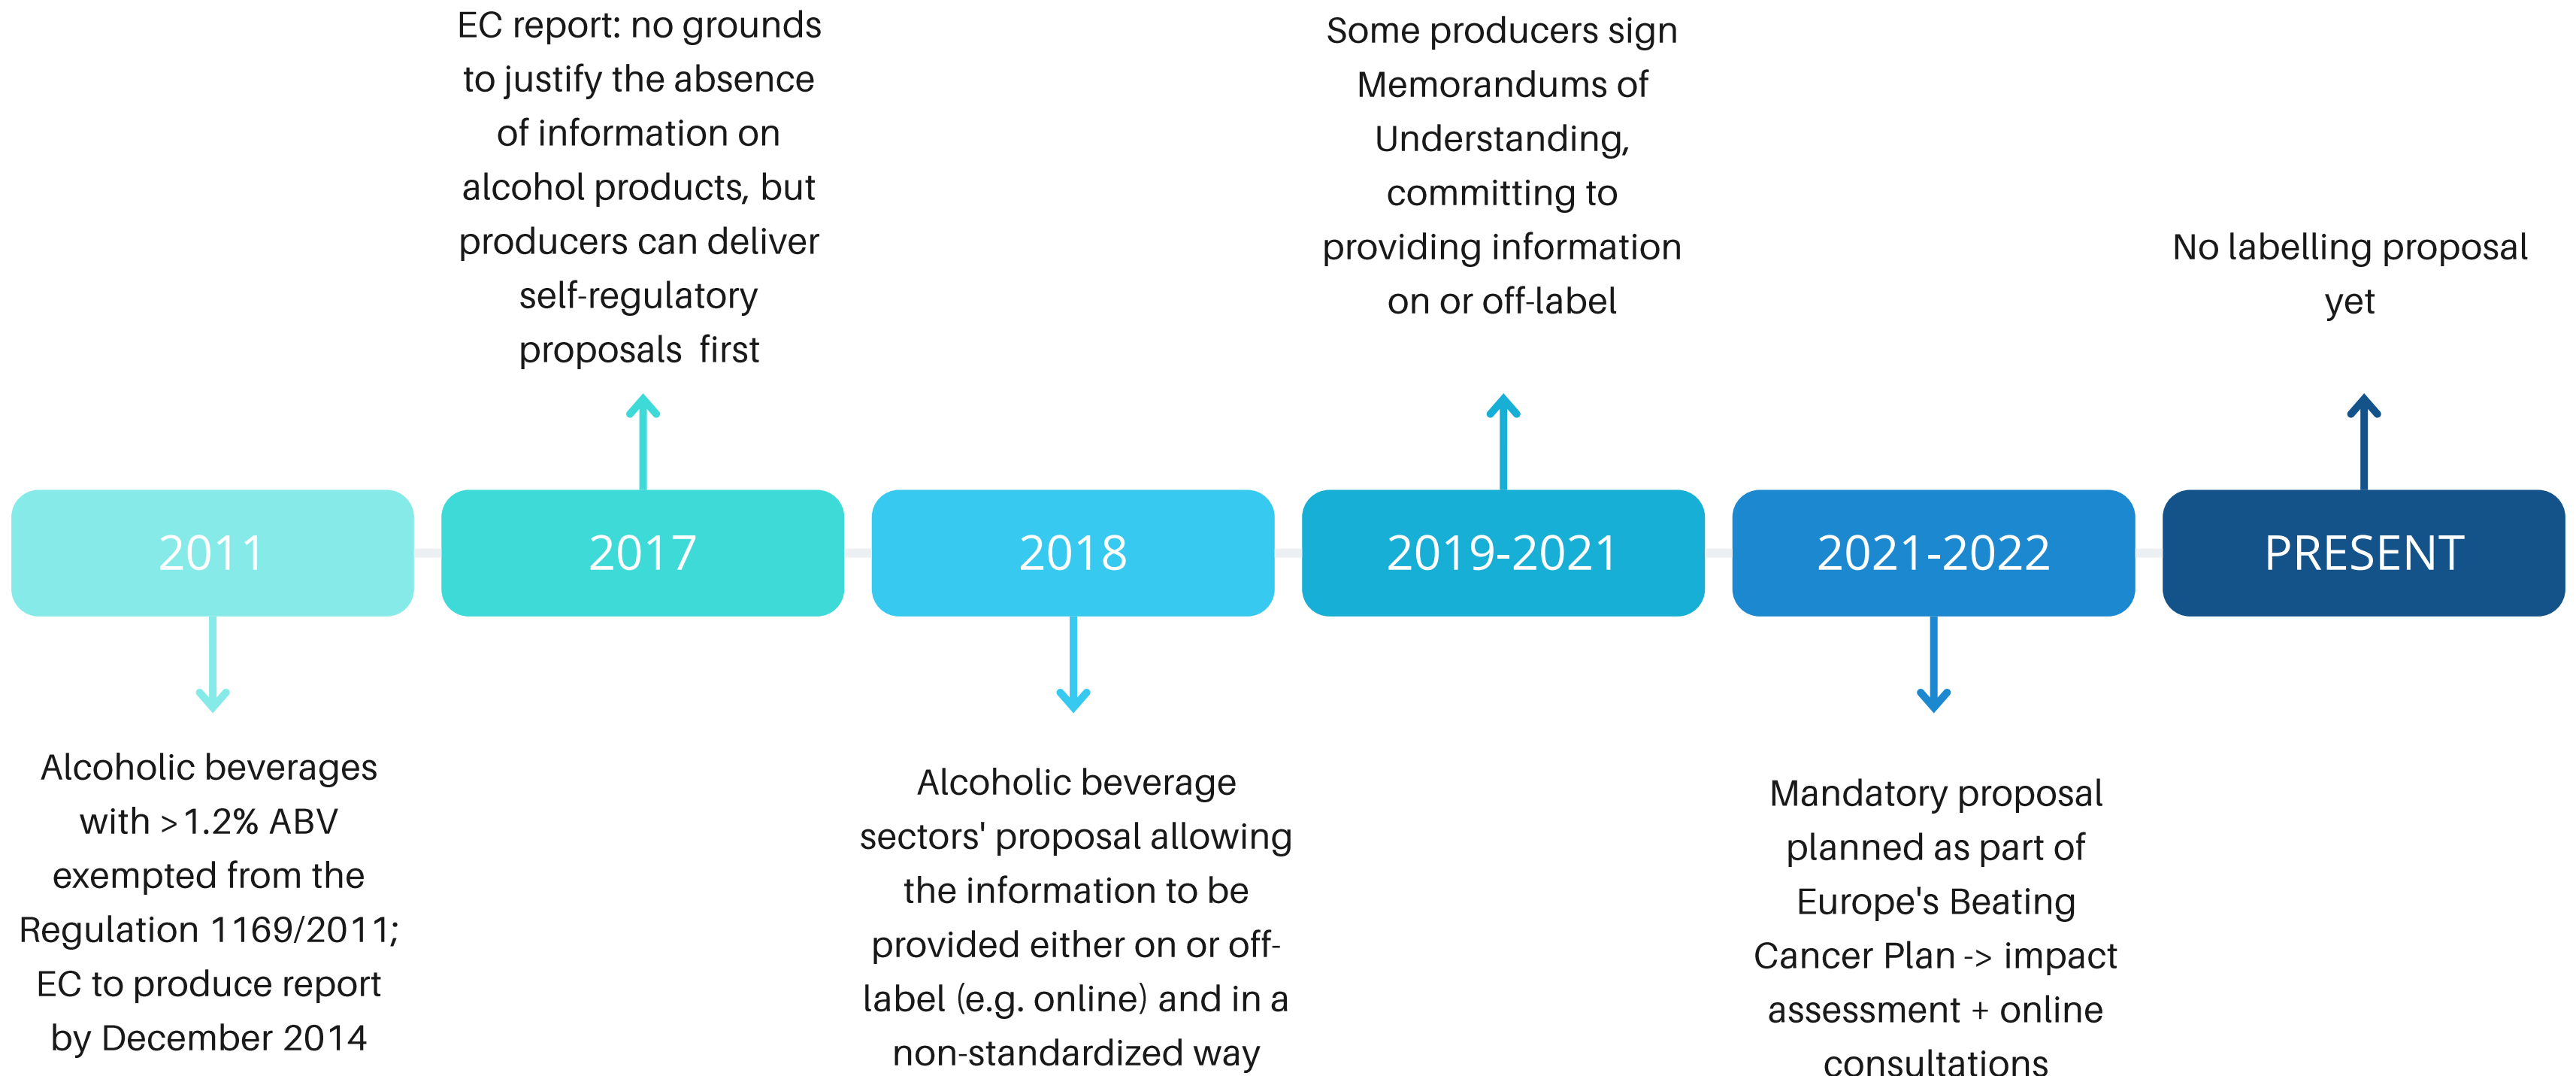 EC report: no grounds
to justify the absence
of information on
alcohol products, but
producers can deliver
self-regulatory
proposals  first
Some producers sign
Memorandums of
Understanding,
committing to
providing information
on or off-label
No labelling proposal
yet
2011
2017
2018
2019-2021
2021-2022
PRESENT
Alcoholic beverages
with >1.2% ABV
exempted from the
Regulation 1169/2011;
EC to produce report
by December 2014
Alcoholic beverage
sectors' proposal allowing
the information to be
provided either on or off-
label (e.g. online) and in a
non-standardized way
Mandatory proposal
planned as part of
Europe's Beating
Cancer Plan -> impact
assessment + online
consultations